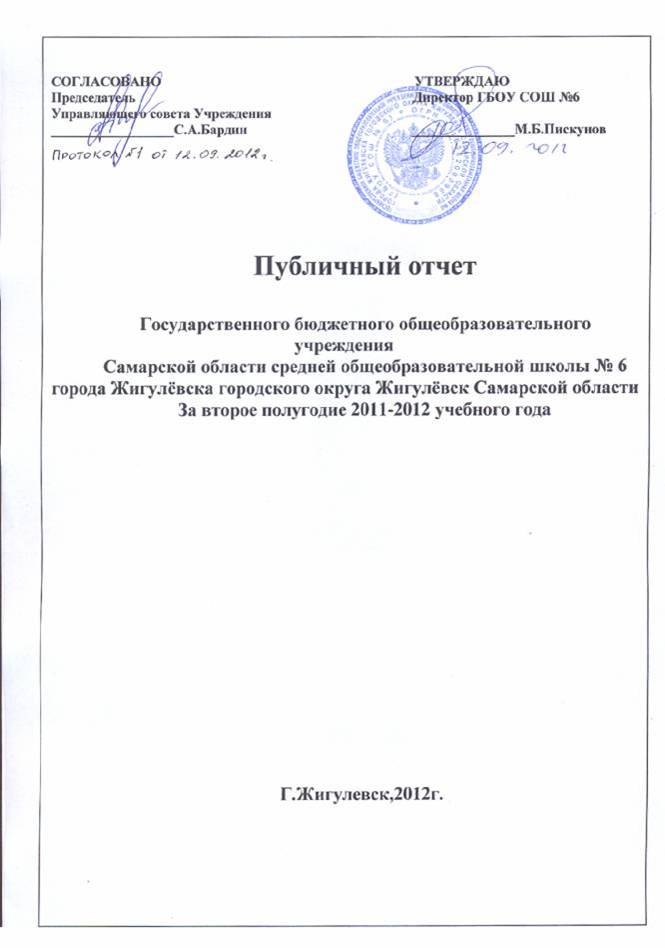 СОГЛАСОВАНО
Председатель
Управляющего совета Учреждения
С.А.Бардин
Протокол №1 от 12.09.2012г.
УТВЕРЖДАЮ
Директор ГБОУ СОШ №6
М.Б.Пискунов
12.09.2012
Публичный отчет
Государственного бюджетного общеобразовательного
учреждения
Самарской области средней общеобразовательной школы № 6
города Жигулёвска городского округа Жигулёвск Самарской области
За второе полугодие 2011-2012 учебного года
Г.Жигулевск,2012г.